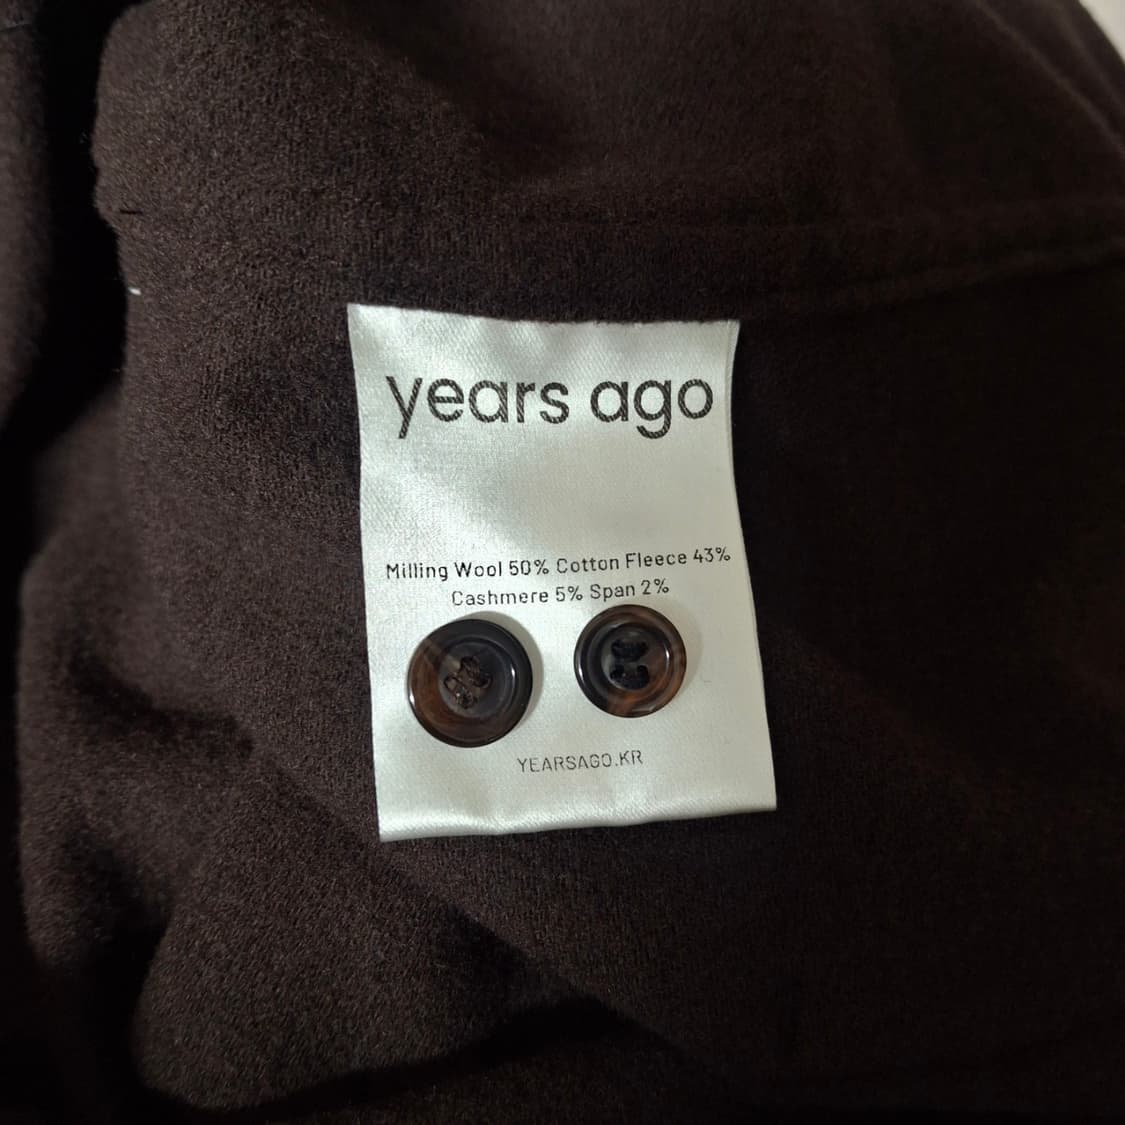 years ago
Milling Wool 50% Cotton Fleece 43%
Cashmere 5% Span 2%
YEARSAGO.KR